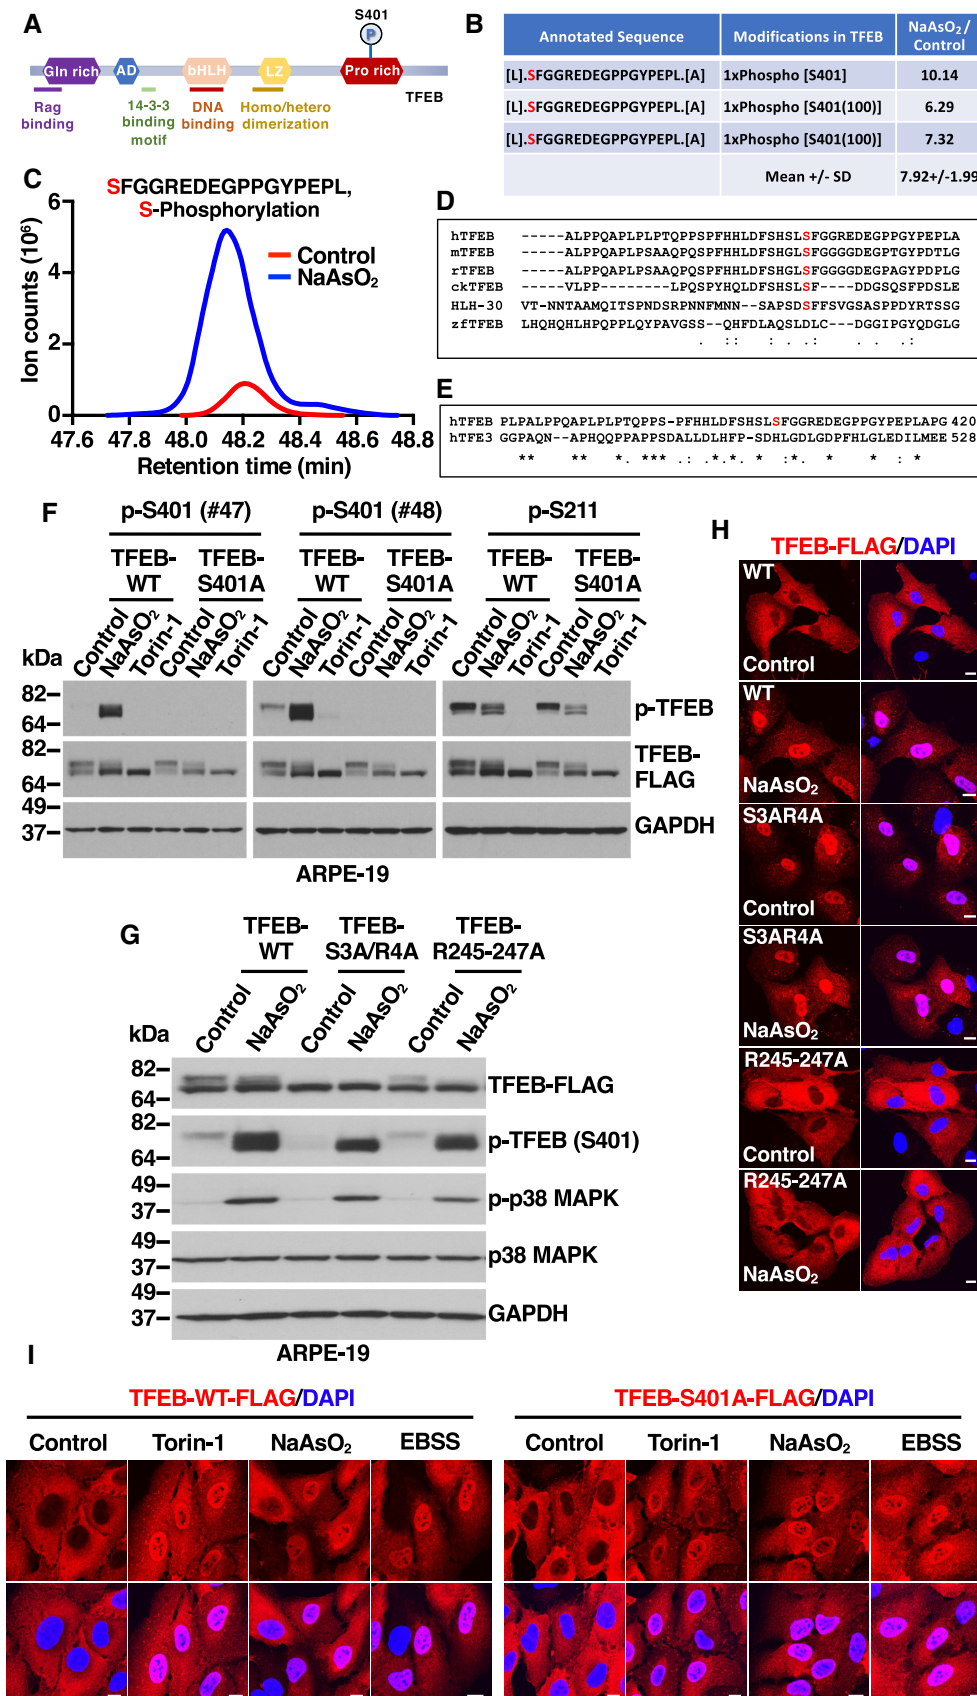 A
S401
P
Gln rich
AD
bHLH
LZ
Pro rich
TFEB
Rag binding
14-3-3 binding motif
DNA binding
Homo/hetero dimerization
B
Annotated Sequence Modifications in TFEB NaAsO2/ Control
[L].SFGGREDEGPPGYPEPL.[A] 1xPhospho [S401] 10.14
[L].SFGGREDEGPPGYPEPL.[A] 1xPhospho [S401(100)] 6.29
[L].SFGGREDEGPPGYPEPL.[A] 1xPhospho [S401(100)] 7.32
Mean +/- SD 7.92+/-1.99
C
SFGGREDEGPPGYPEPL,
S-Phosphorylation
Control
NaAsO2
Ion counts (10⁶)
6
4
2
0
47.6 47.8 48.0 48.2 48.4 48.6 48.8
Retention time (min)
D
hTFEB -----ALPPQAPLPLPTQPPSPFHHLDFSHSLSFGGREDEGPPGYPEPLA
mTFEB -----ALPPQAPLPSAAQPQSPFHHLDFSHGLSFGGGGDEGPTGYPDTLG
rTFEB -----ALPPQAPLPSAAQPQSPFHHLDFSHGLSFGGGGDEGPAGYPDPLG
ckTFEB -----VLPP--------LPQSPYHQLDFSHSLSF----DDGSQSFPDSLE
HLH-30 VT-NNTAAMQITSPNDSRPNNFMNN--SAPSDSFFSVGSASPPDYRTSSG
zfTFEB LHQHQHLHPQPPLQYPAVGSS--QHFDLAQSLDLC---DGGIPGYQDGLG
. :: : . . . . . :
E
hTFEB PLPALPPQAPLPLPTQPPS-PFHHLDFSHSLSFGGREDEGPPGYPEPLAPG 420
hTFE3 GGPAQN--APHQQPPAPPSDALLDLHFP-SDHLGDLGDPFHLGLEDILMEE 528
** ** . *** .: .*. * :. * * : *
F
p-S401 (#47)
p-S401 (#48)
p-S211
TFEB-WT TFEB-S401A TFEB-WT TFEB-S401A TFEB-WT TFEB-S401A
Control NaAsO2 Torin-1 Control NaAsO2 Torin-1 Control NaAsO2 Torin-1 Control NaAsO2 Torin-1 Control NaAsO2 Torin-1 Control NaAsO2 Torin-1
kDa
82
64
p-TFEB
82
64
TFEB-FLAG
49
37
GAPDH
ARPE-19
G
TFEB-WT TFEB-S3A/R4A TFEB-R245-247A
Control NaAsO2 Control NaAsO2 Control NaAsO2
kDa
82
64
TFEB-FLAG
82
64
p-TFEB (S401)
49
37
p-p38 MAPK
49
37
p38 MAPK
49
37
GAPDH
ARPE-19
H
TFEB-FLAG/DAPI
WT
Control
WT
NaAsO2
S3AR4A
Control
S3AR4A
NaAsO2
R245-247A
Control
R245-247A
NaAsO2
I
TFEB-WT-FLAG/DAPI
TFEB-S401A-FLAG/DAPI
Control Torin-1 NaAsO2 EBSS Control Torin-1 NaAsO2 EBSS